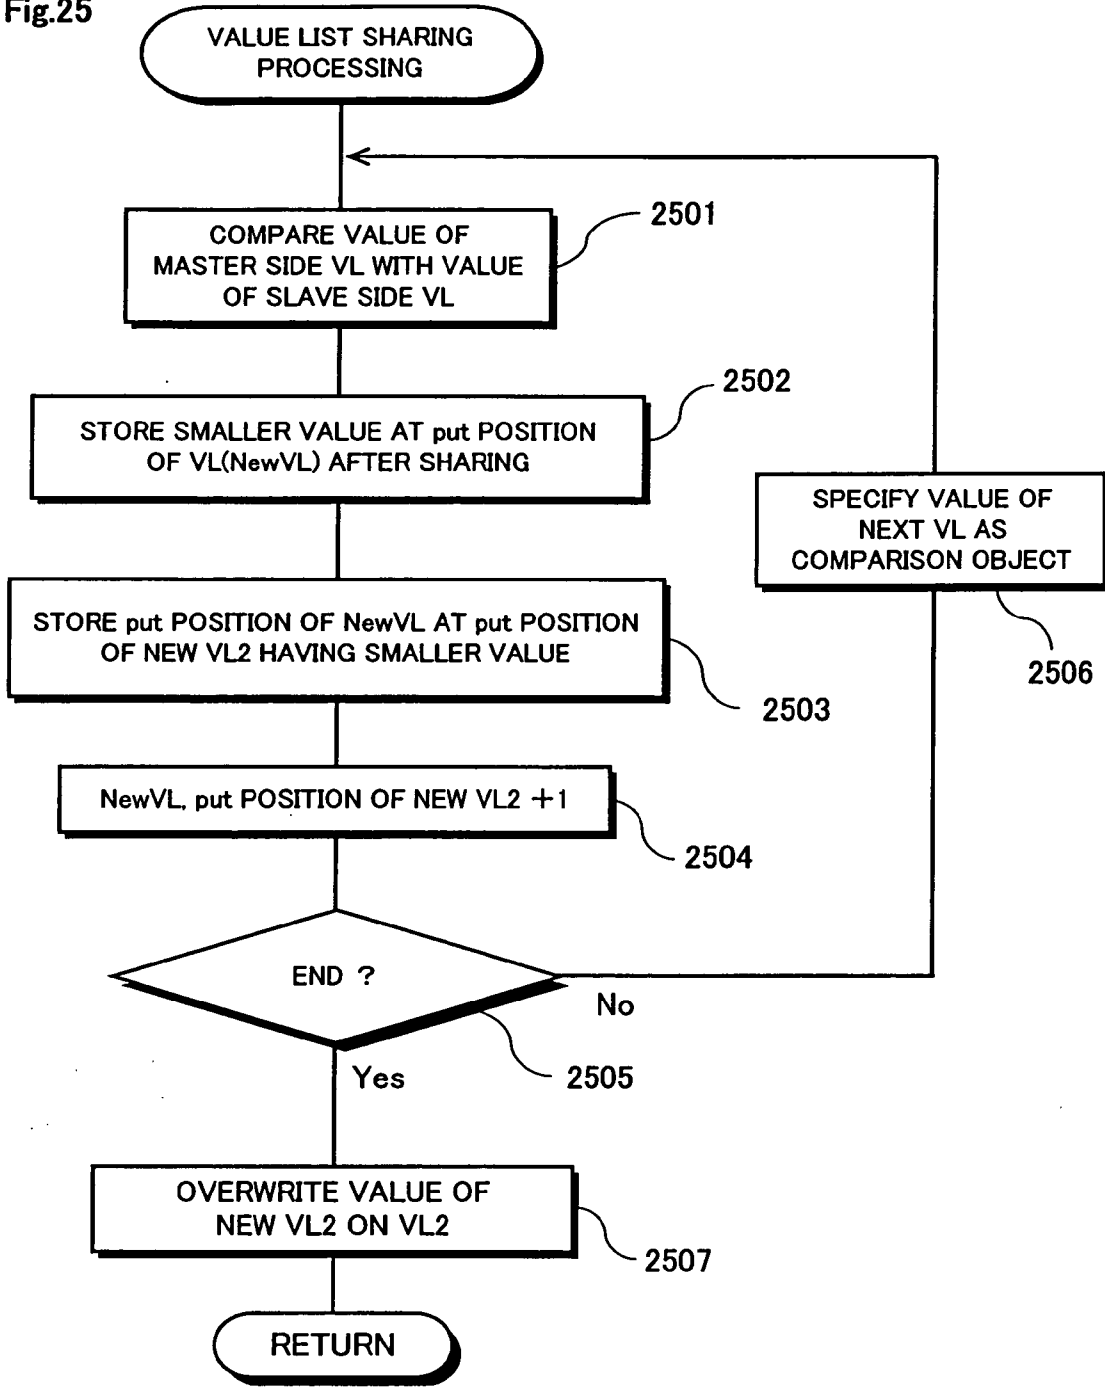 Fig.25
VALUE LIST SHARING
PROCESSING
COMPARE VALUE OF
MASTER SIDE VL WITH VALUE
OF SLAVE SIDE VL
2501
STORE SMALLER VALUE AT put POSITION
OF VL(NewVL) AFTER SHARING
2502
STORE put POSITION OF NewVL AT put POSITION
OF NEW VL2 HAVING SMALLER VALUE
2503
NewVL, put POSITION OF NEW VL2 +1
2504
END ?
No
Yes
2505
SPECIFY VALUE OF
NEXT VL AS
COMPARISON OBJECT
2506
OVERWRITE VALUE OF
NEW VL2 ON VL2
2507
RETURN